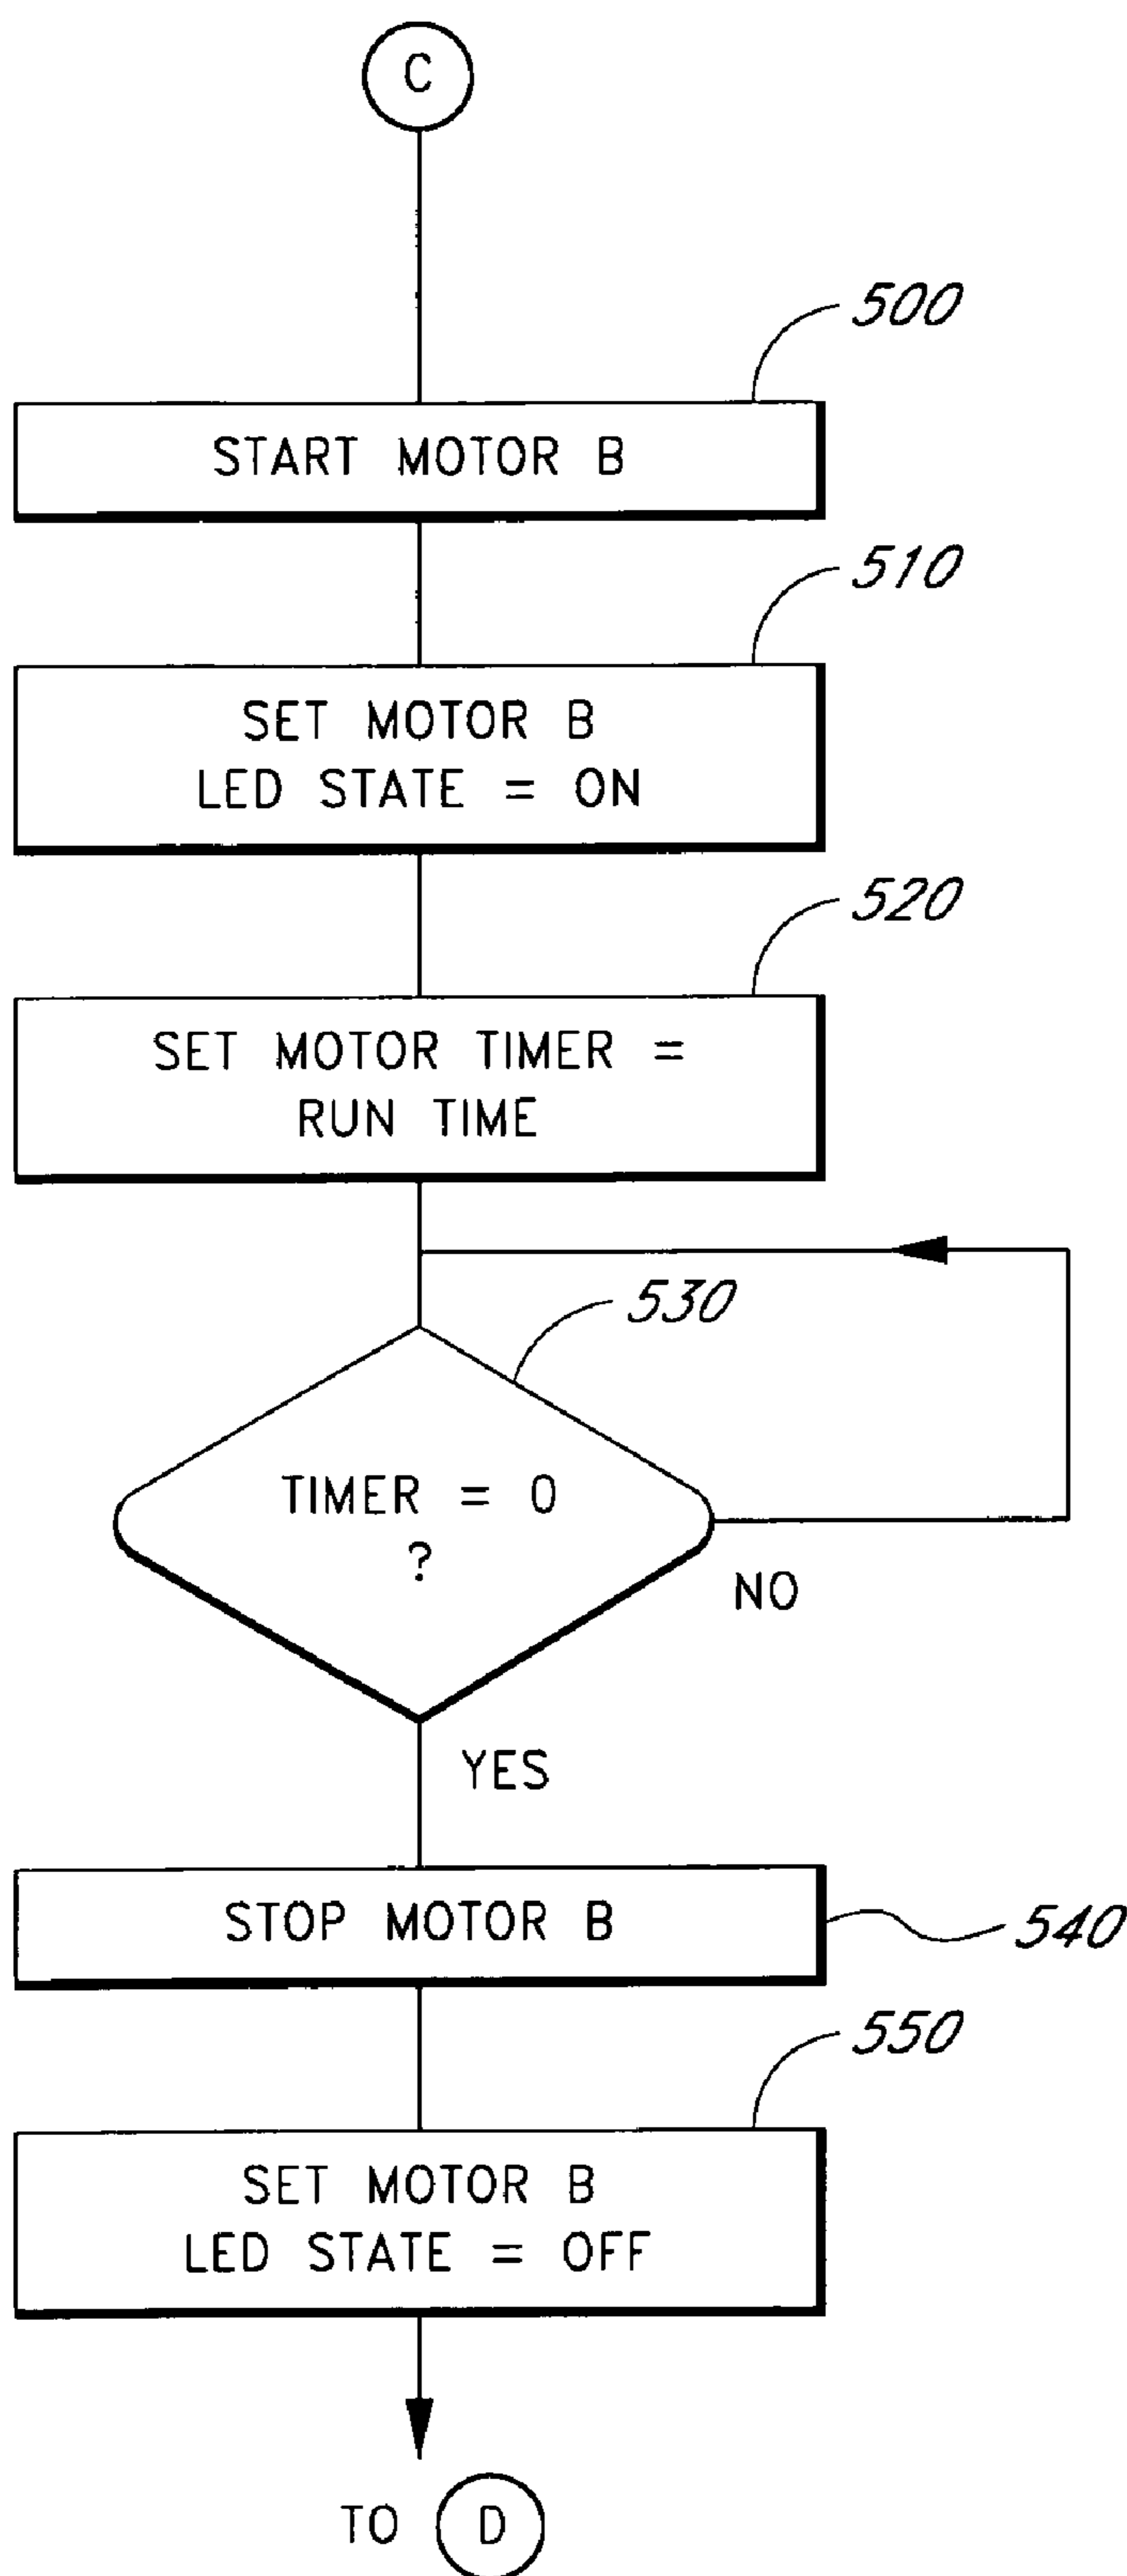 C
500
START MOTOR B
510
SET MOTOR B
LED STATE = ON
520
SET MOTOR TIMER =
RUN TIME
530
TIMER = 0
?
NO
YES
STOP MOTOR B
540
550
SET MOTOR B
LED STATE = OFF
TO D